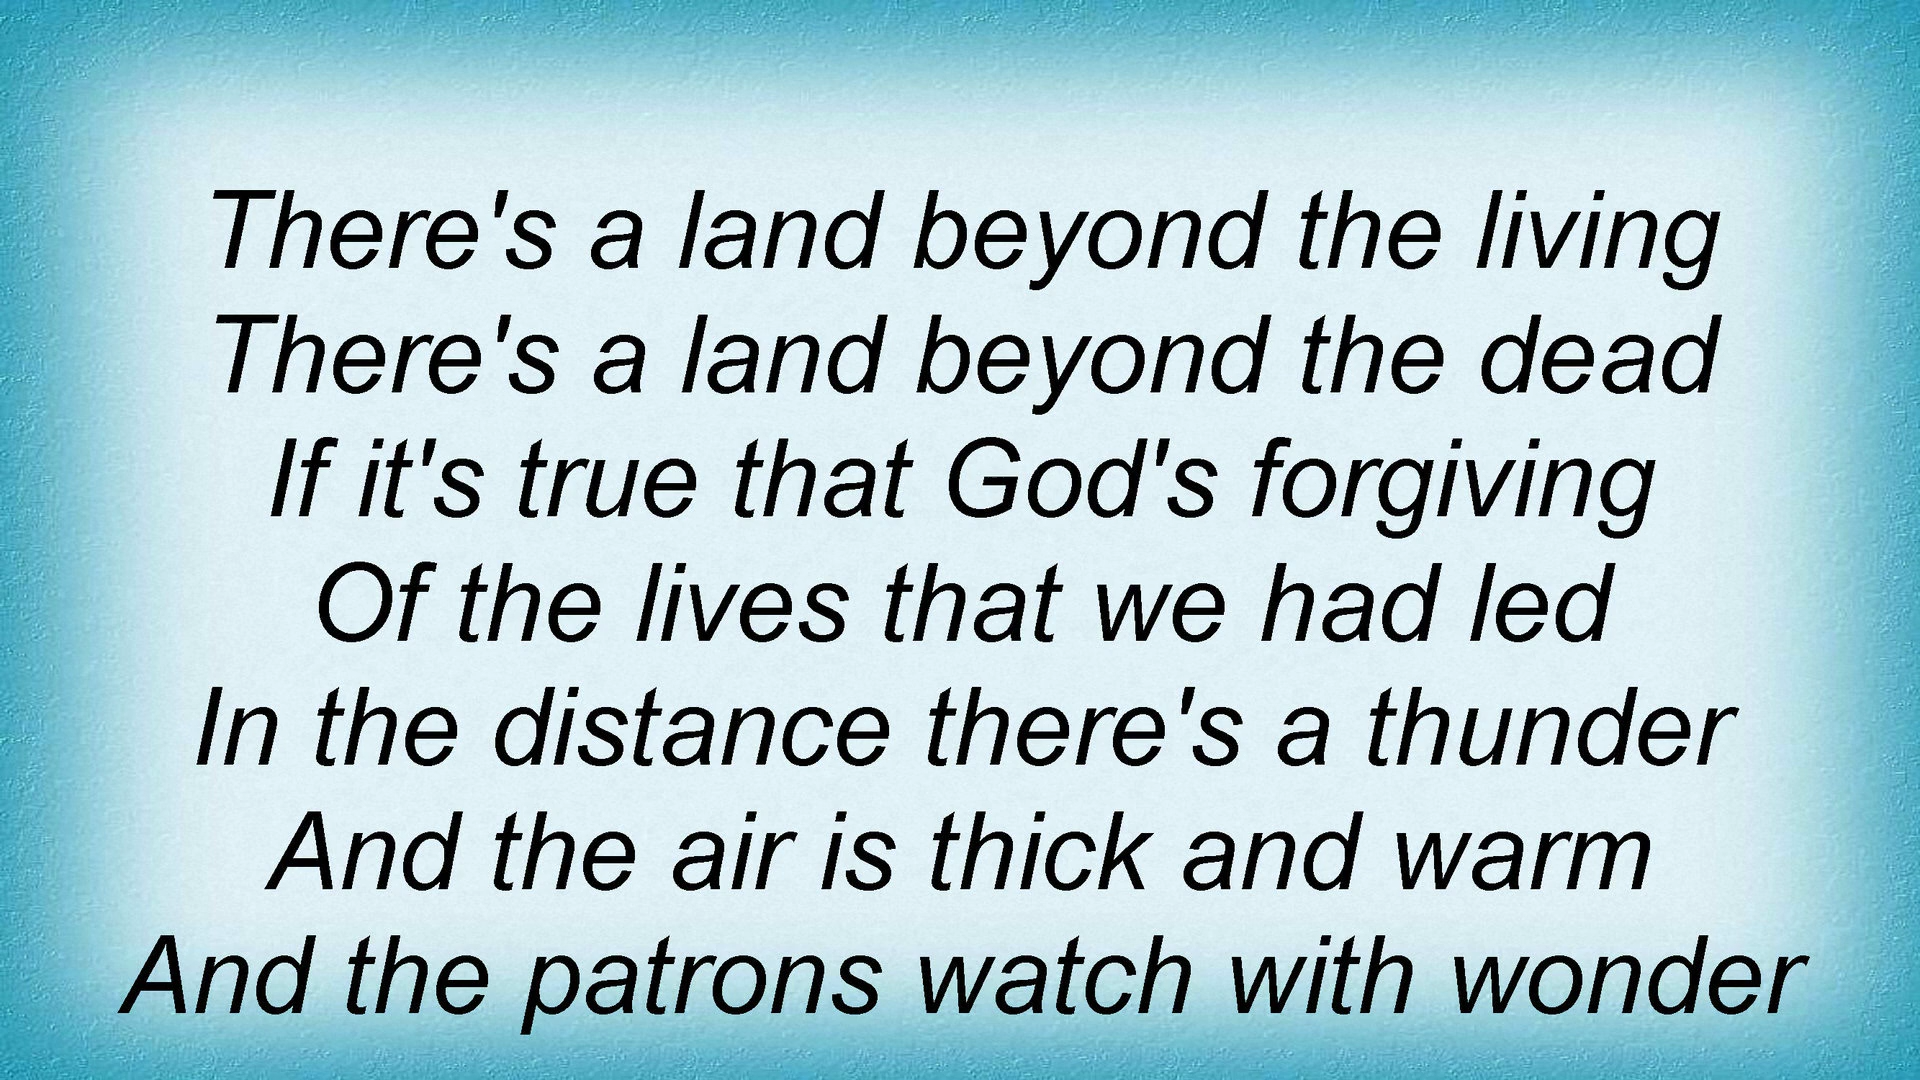 There's a land beyond the living
There's a land beyond the dead
If it's true that God's forgiving
Of the lives that we had led
In the distance there's a thunder
And the air is thick and warm
And the patrons watch with wonder